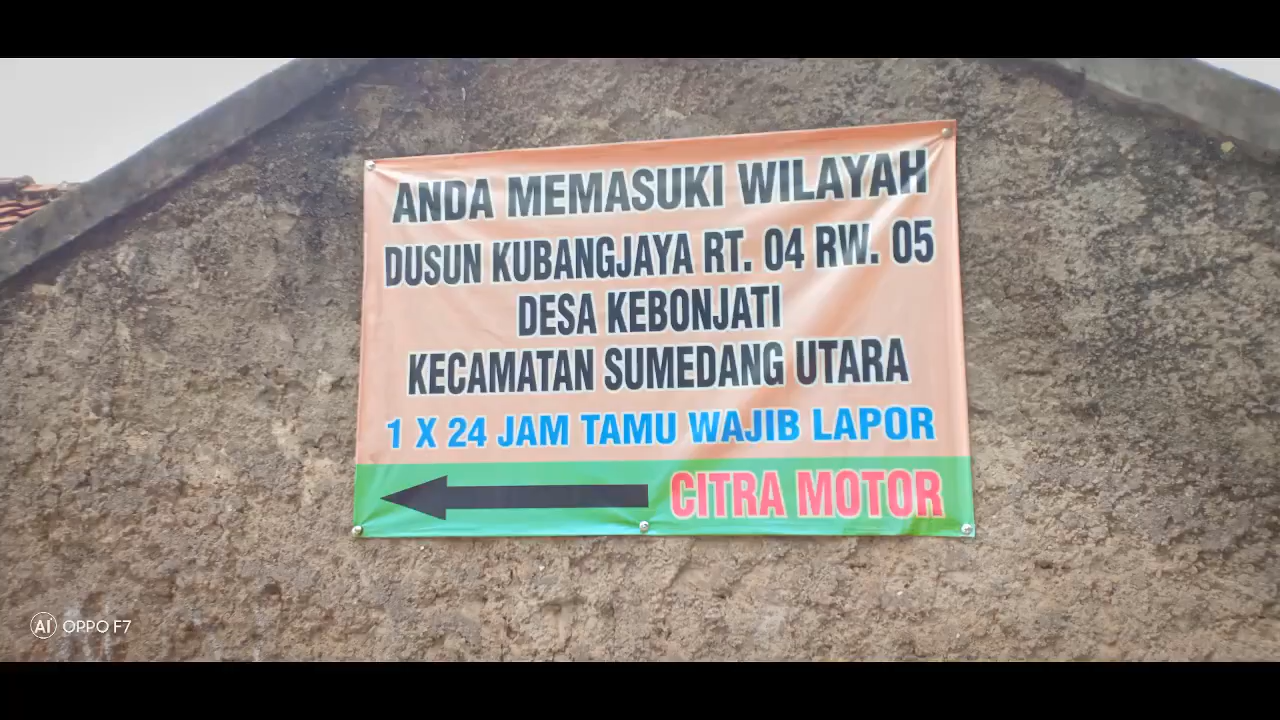 ANDA MEMASUKI WILAYAH
DUSUN KUBANGJAYA RT. 04 RW. 05
DESA KEBONJATI
KECAMATAN SUMEDANG UTARA
1 X 24 JAM TAMU WAJIB LAPOR
CITRA MOTOR
AI OPPO F7